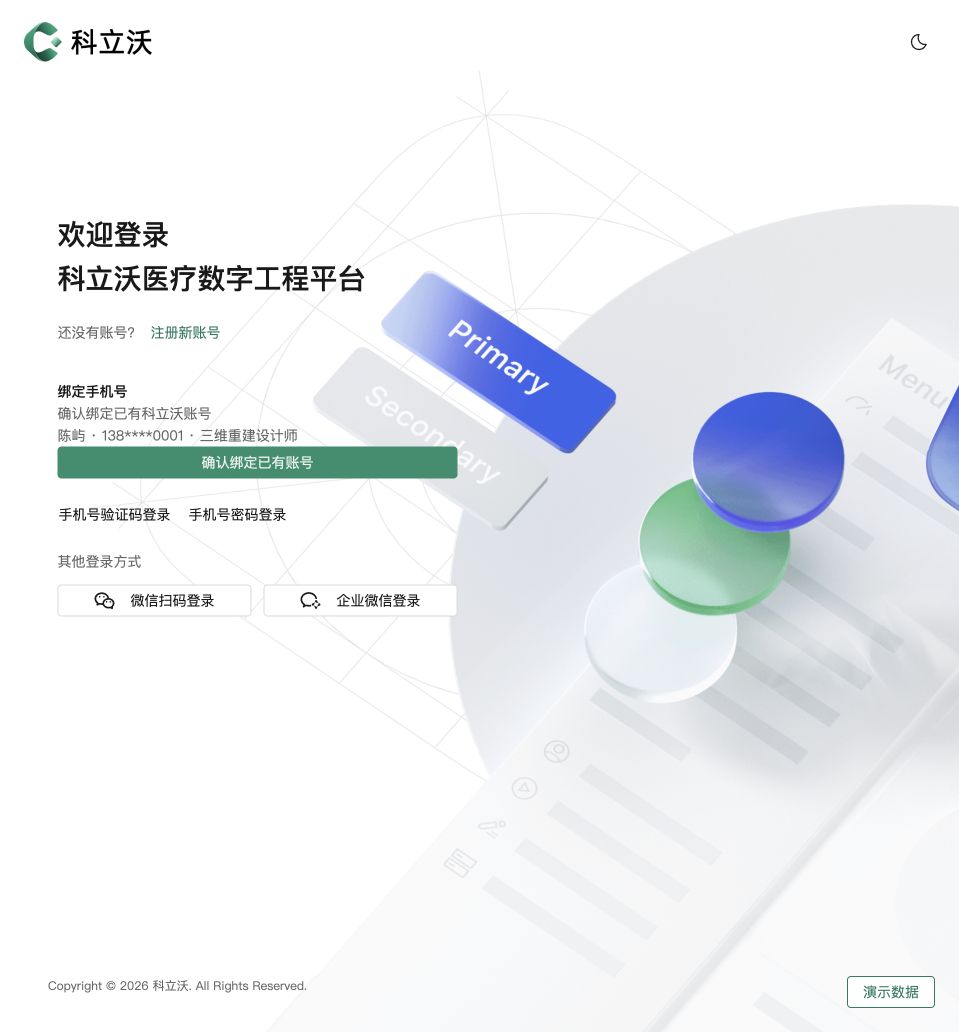 科立沃
欢迎登录
科立沃医疗数字工程平台
还没有账号? 注册新账号
绑定手机号
确认绑定已有科立沃账号
陈屿 · 138****0001 · 三维重建设计师
确认绑定已有账号
手机号验证码登录 手机号密码登录
其他登录方式
微信扫码登录 企业微信登录
Primary
Secondary
Menu
Copyright © 2026 科立沃. All Rights Reserved.
演示数据